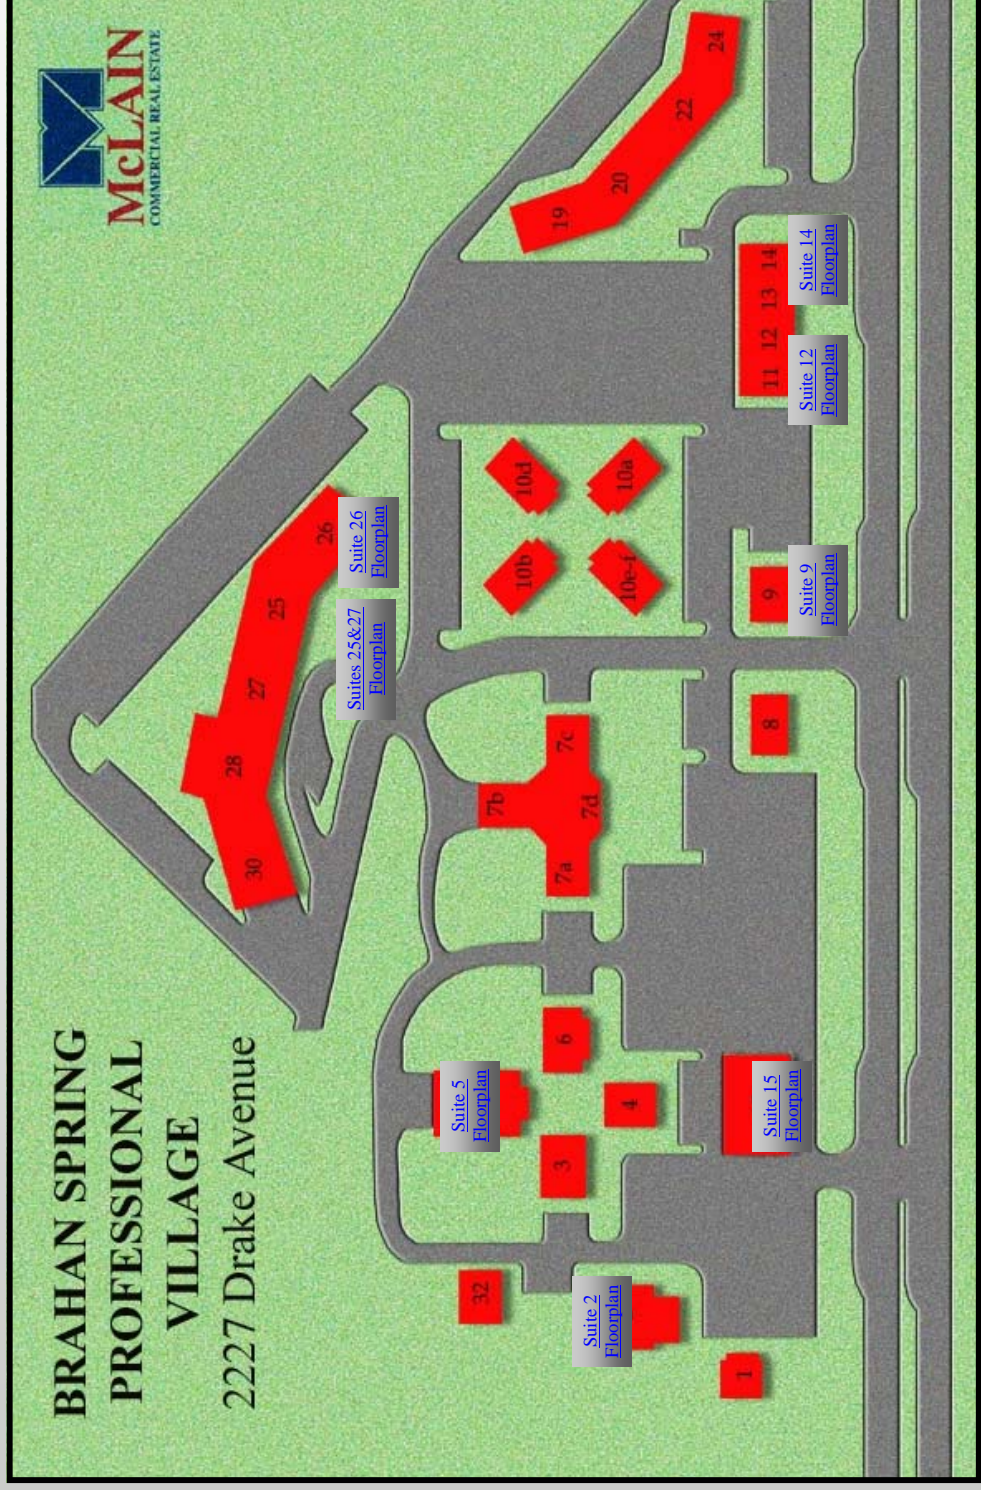 BRAHAN SPRING
PROFESSIONAL
VILLAGE
2227 Drake Avenue
McLAIN
COMMERCIAL REAL ESTATE
30
28
27
25
26
Suites 25&27
Floorplan
Suite 26
Floorplan
24
22
20
19
32
Suite 5
Floorplan
7b
7a
7c
7d
10b
10d
10e-f
10a
3
6
4
Suite 2
Floorplan
1
Suite 15
Floorplan
8
9
Suite 9
Floorplan
11 12 13 14
Suite 12
Floorplan
Suite 14
Floorplan